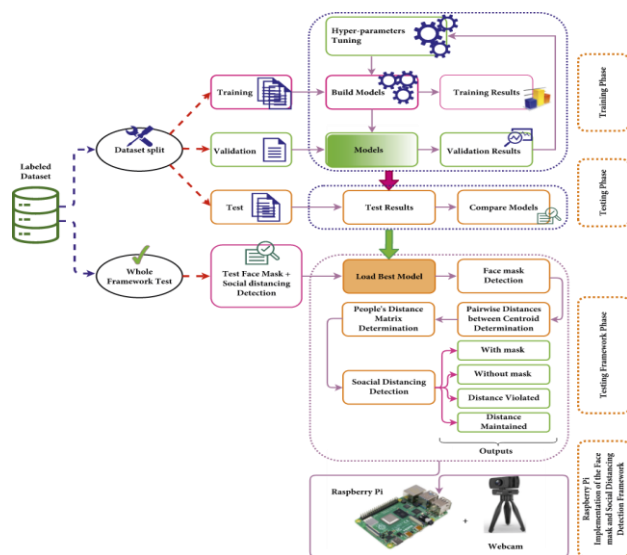 Hyper-parameters
Tuning
Training
Build Models
Training Results
Training Phase
Labeled
Dataset
Dataset split
Validation
Models
Validation Results
Test
Test Results
Compare Models
Testing Phase
Whole
Framework Test
Test Face Mask +
Social distancing
Detection
Load Best Model
Face mask
Detection
People's Distance
Matrix
Determination
Pairwise Distances
between Centroid
Determination
Soacial Distancing
Detection
With mask
Without mask
Distance Violated
Distance
Maintained
Outputs
Testing Framework Phase
Raspberry Pi
+
Webcam
Raspberry Pi
Implementation of the Face
mask and Social Distancing
Detection Framework